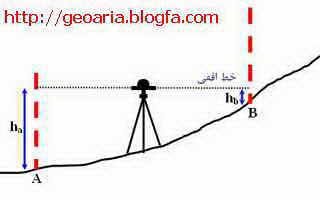 http://geoaria.blogfa.com
خط افقی
hb
ha
B
A